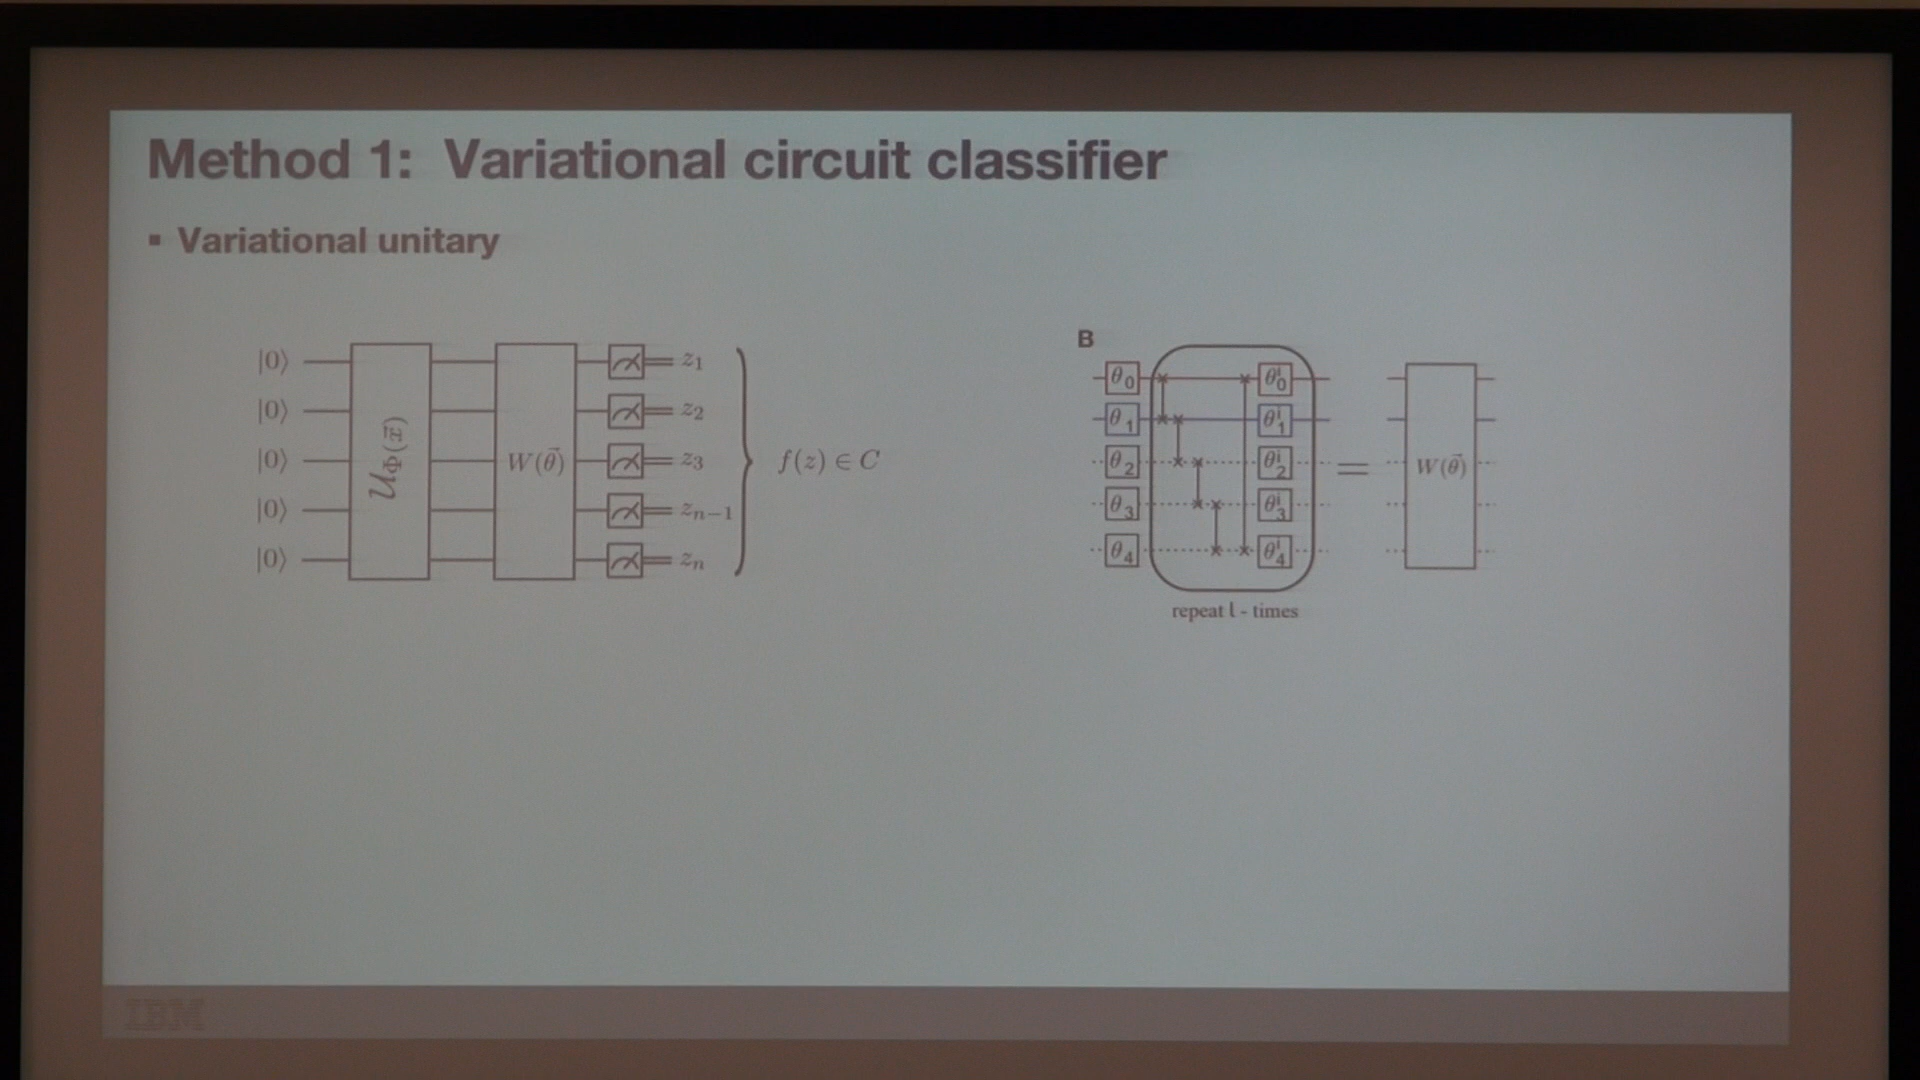 Method 1: Variational circuit classifier
▪ Variational unitary
|0⟩ z₁
|0⟩ z₂
|0⟩ 𝒰_Φ(x⃗) W(θ⃗) z₃ f(z) ∈ C
|0⟩ zₙ₋₁
|0⟩ zₙ
B
θ₀ θ₀ⁱ
θ₁ θ₁ⁱ
θ₂ θ₂ⁱ = W(θ⃗)
θ₃ θ₃ⁱ
θ₄ θ₄ⁱ
repeat l - times
IBM